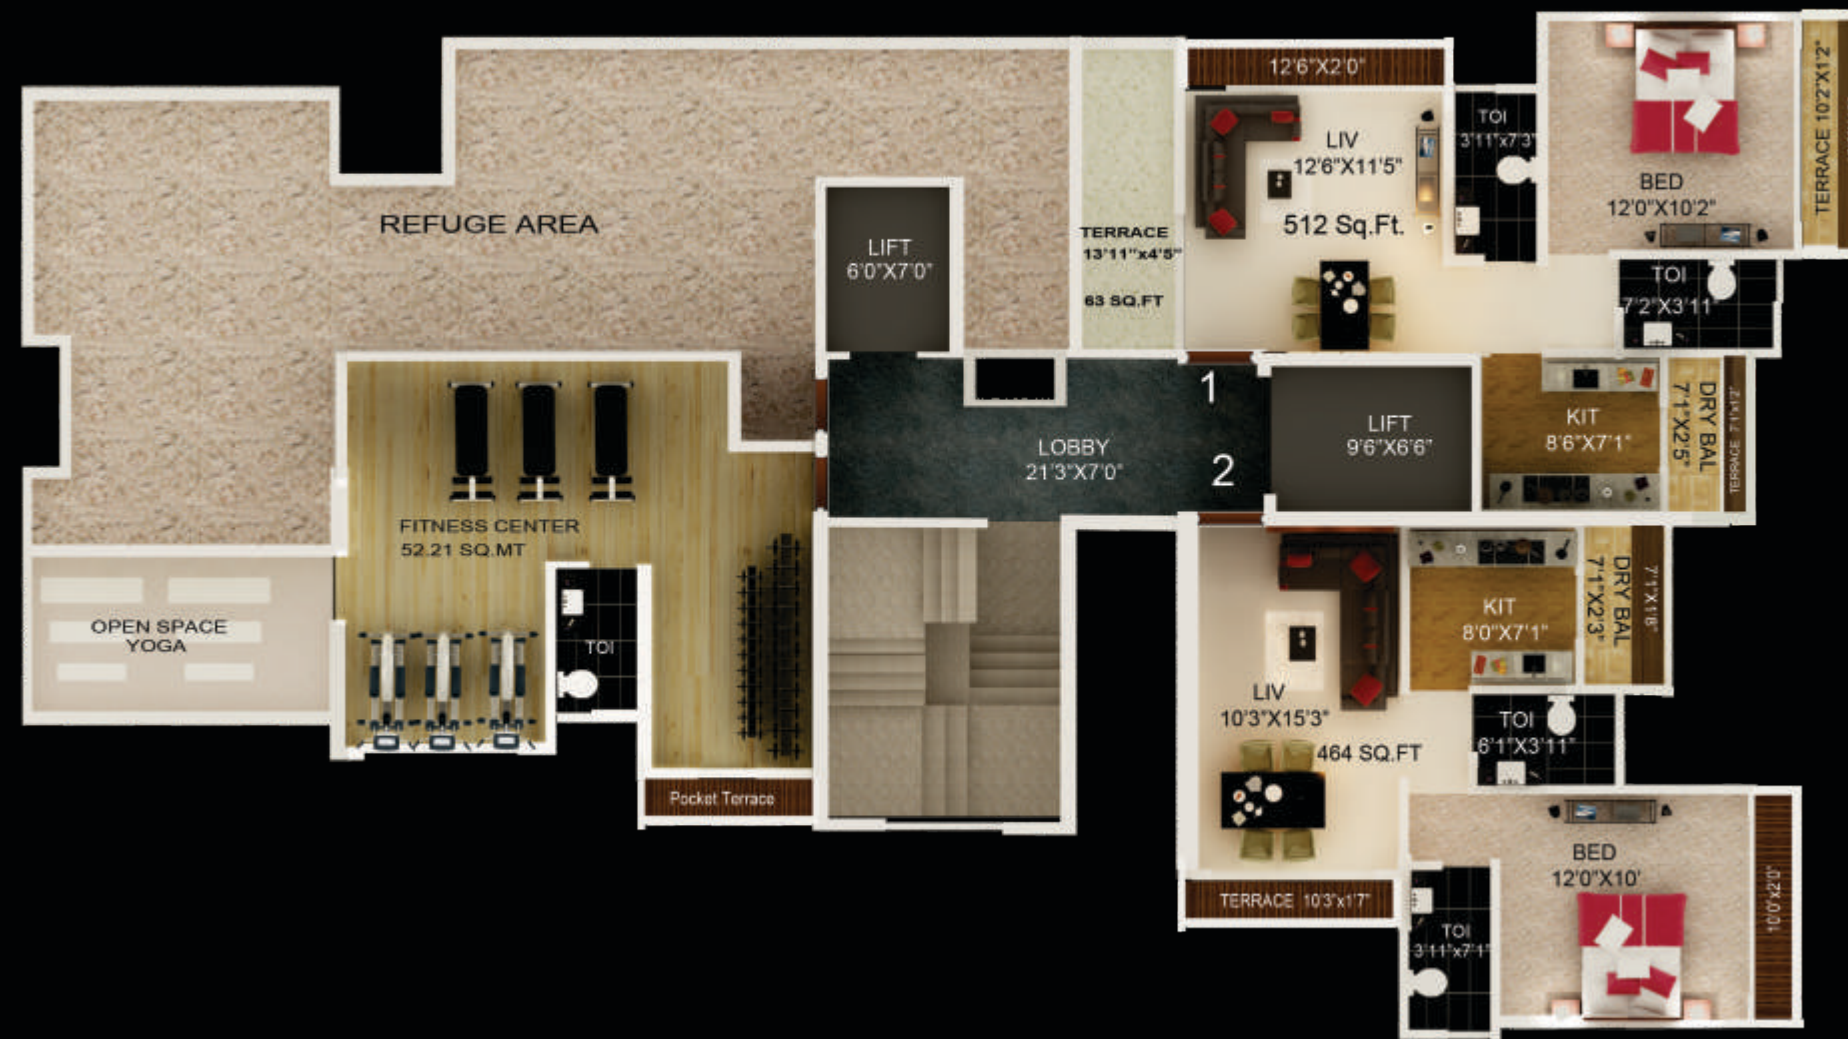 REFUGE AREA
LIFT
6'0"X7'0"
TERRACE
13'11"x4'5"
63 SQ.FT
12'6"X2'0"
LIV
12'6"X11'5"
512 Sq.Ft.
TOI
3'11"x7'3"
BED
12'0"X10'2"
TERRACE 10'2"X1'2"
TOI
7'2"X3'11"
1
2
LOBBY
21'3"X7'0"
LIFT
9'6"X6'6"
KIT
8'6"X7'1"
DRY BAL
7'1"X2'5"
TERRACE 7'1"x1'2"
FITNESS CENTER
52.21 SQ.MT
OPEN SPACE
YOGA
TOI
Pocket Terrace
KIT
8'0"X7'1"
DRY BAL
7'1"X2'3"
7'1"X1'8"
LIV
10'3"X15'3"
464 SQ.FT
TOI
6'1"X3'11"
TERRACE 10'3"x1'7"
BED
12'0"X10'
10'0"x2'0"
TOI
3'11"x7'1"